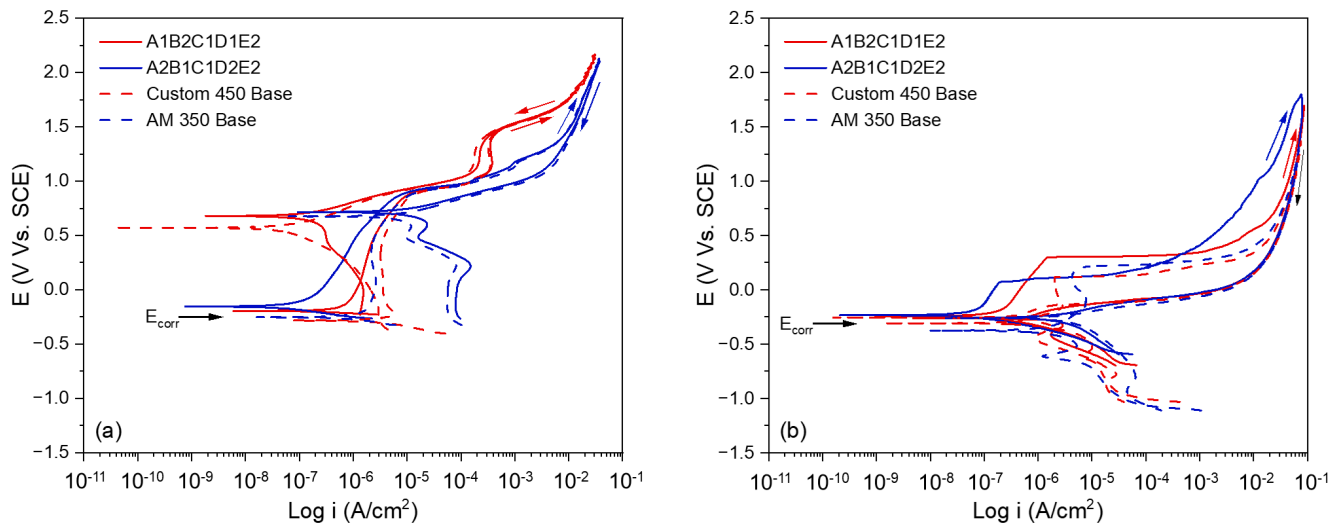 A1B2C1D1E2
A2B1C1D2E2
Custom 450 Base
AM 350 Base
E (V Vs. SCE)
2.5
2.0
1.5
1.0
0.5
0.0
−0.5
−1.0
−1.5
E_corr
(a)
10^-11 10^-10 10^-9 10^-8 10^-7 10^-6 10^-5 10^-4 10^-3 10^-2 10^-1
Log i (A/cm²)
A1B2C1D1E2
A2B1C1D2E2
Custom 450 Base
AM 350 Base
E (V Vs. SCE)
2.5
2.0
1.5
1.0
0.5
0.0
−0.5
−1.0
−1.5
E_corr
(b)
10^-11 10^-10 10^-9 10^-8 10^-7 10^-6 10^-5 10^-4 10^-3 10^-2 10^-1
Log i (A/cm²)